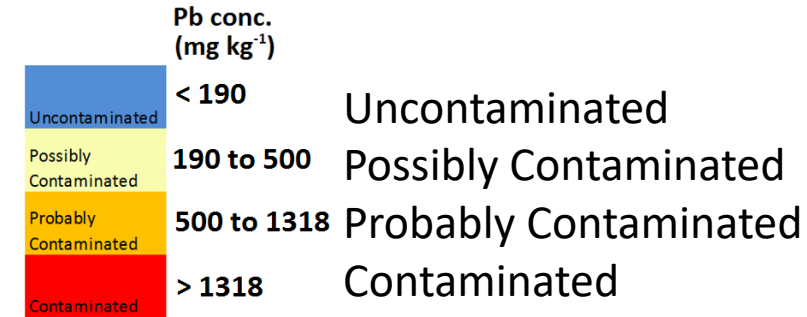 Pb conc.
(mg kg⁻¹)
Uncontaminated
< 190
Uncontaminated
Possibly
Contaminated
190 to 500
Possibly Contaminated
Probably
Contaminated
500 to 1318
Probably Contaminated
Contaminated
> 1318
Contaminated